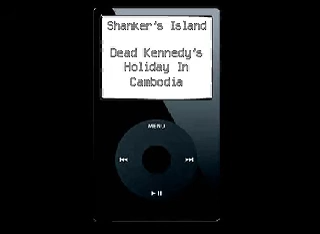 Shanker's Island
Dead Kennedy's
Holiday In
Cambodia
MENU